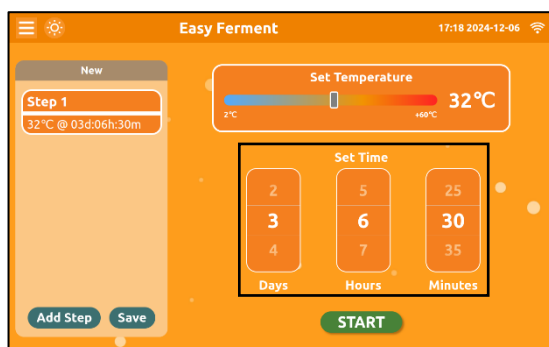 Easy Ferment
17:18 2024-12-06
New
Step 1
32℃ @ 03d:06h:30m
Add Step
Save
Set Temperature
2℃
+60℃
32℃
Set Time
2 5 25
3 6 30
4 7 35
Days Hours Minutes
START